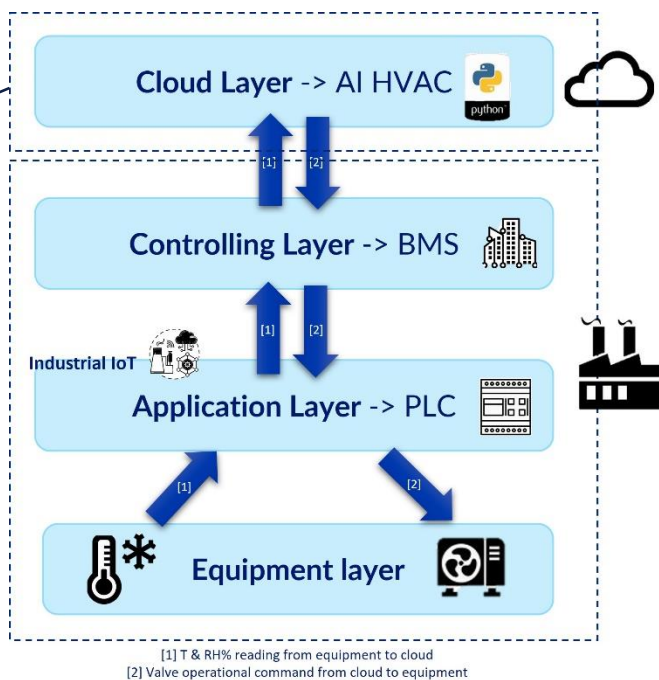 Cloud Layer -> AI HVAC
python
[1] [2]
Controlling Layer -> BMS
[1] [2]
Industrial IoT
Application Layer -> PLC
[1] [2]
Equipment layer
[1] T & RH% reading from equipment to cloud
[2] Valve operational command from cloud to equipment